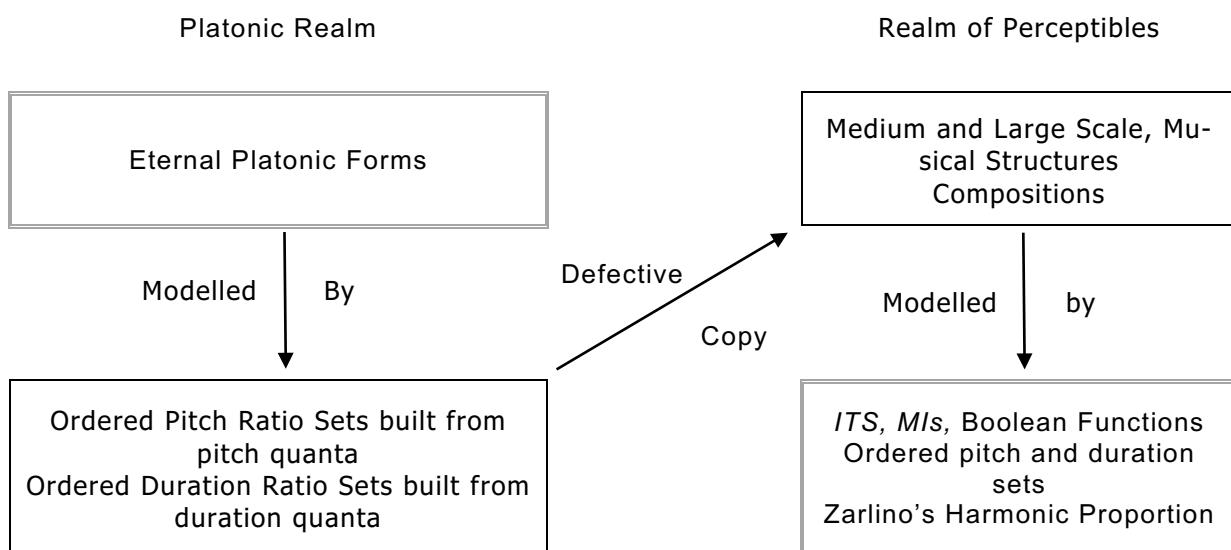 Platonic Realm
Realm of Perceptibles
Eternal Platonic Forms
Medium and Large Scale, Mu-
sical Structures
Compositions
Modelled By
Defective
Copy
Modelled by
Ordered Pitch Ratio Sets built from
pitch quanta
Ordered Duration Ratio Sets built from
duration quanta
ITS, MIs, Boolean Functions
Ordered pitch and duration
sets
Zarlino’s Harmonic Proportion